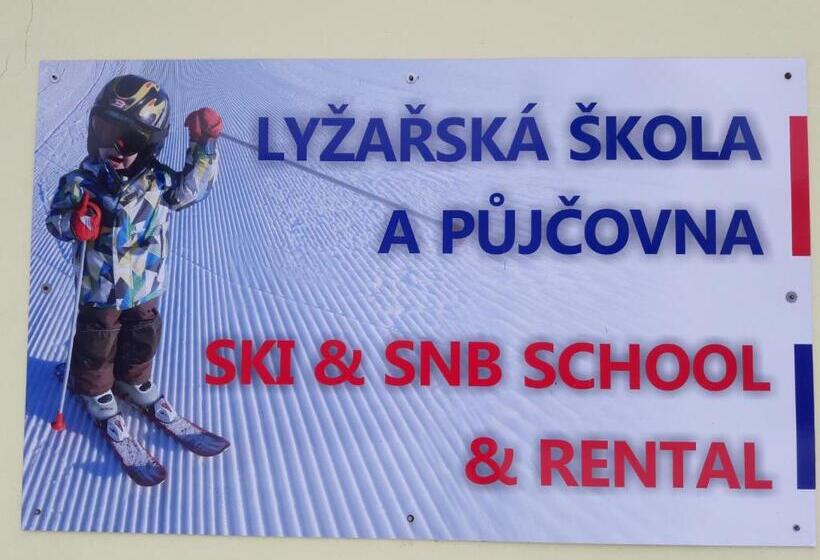 LYŽAŘSKÁ ŠKOLA
A PŮJČOVNA
SKI & SNB SCHOOL
& RENTAL